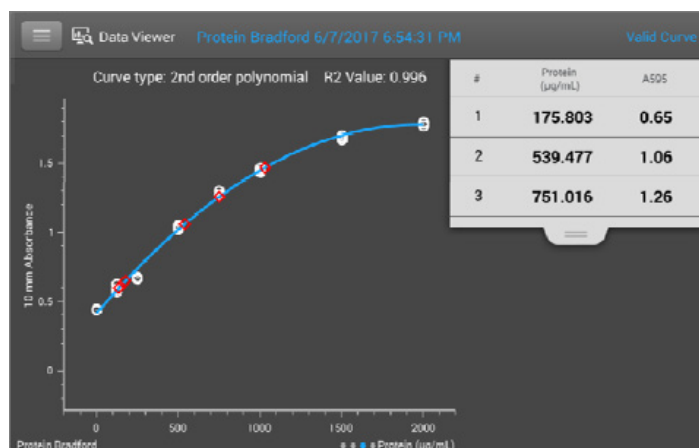 Data Viewer Protein Bradford 6/7/2017 6:54:31 PM Valid Curve
Curve type: 2nd order polynomial R2 Value: 0.996
# Protein (µg/mL) A595
1 175.803 0.65
2 539.477 1.06
3 751.016 1.26
10 mm Absorbance
1.5
1
0.5
0
0 500 1000 1500 2000
Protein Bradford Protein (µg/mL)